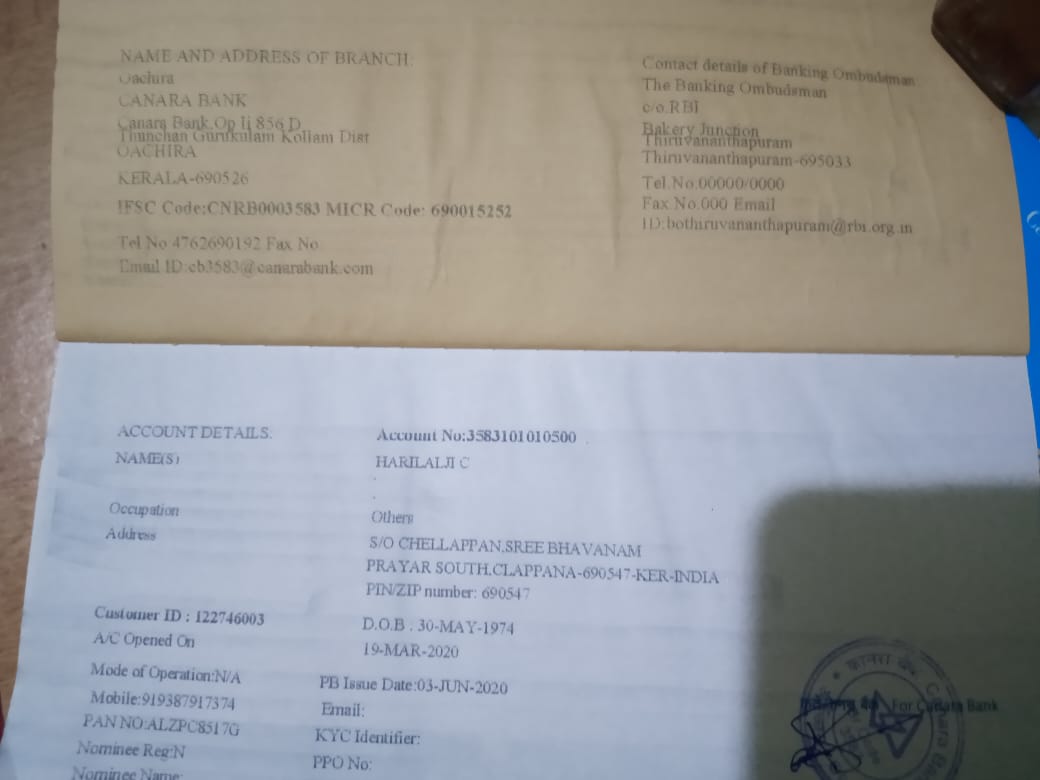 NAME AND ADDRESS OF BRANCH:
Oachira
CANARA BANK
Canara Bank,Op Ii 856 D
Thunchan Gurukulam Kollam Dist
OACHIRA
KERALA-690526
IFSC Code:CNRB0003583 MICR Code: 690015252
Tel No 4762690192 Fax No
Email ID:cb3583@canarabank.com
Contact details of Banking Ombudsman
The Banking Ombudsman
c/o.RBI
Bakery Junction
Thiruvananthapuram
Thiruvananthapuram-695033
Tel.No.00000/0000
Fax.No.000 Email
ID:bothiruvananthapuram@rbi.org.in
ACCOUNT DETAILS: Account No:3583101010500
NAME(S) HARILALJI C
Occupation Others
Address S/O CHELLAPPAN,SREE BHAVANAM
PRAYAR SOUTH,CLAPPANA-690547-KER-INDIA
PIN/ZIP number: 690547
Customer ID : 122746003 D.O.B : 30-MAY-1974
A/C Opened On 19-MAR-2020
Mode of Operation:N/A PB Issue Date:03-JUN-2020
Mobile:919387917374 Email:
PAN NO:ALZPC8517G KYC Identifier:
Nominee Reg:N PPO No:
Nominee Name:
केनरा बैंक
For Canara Bank